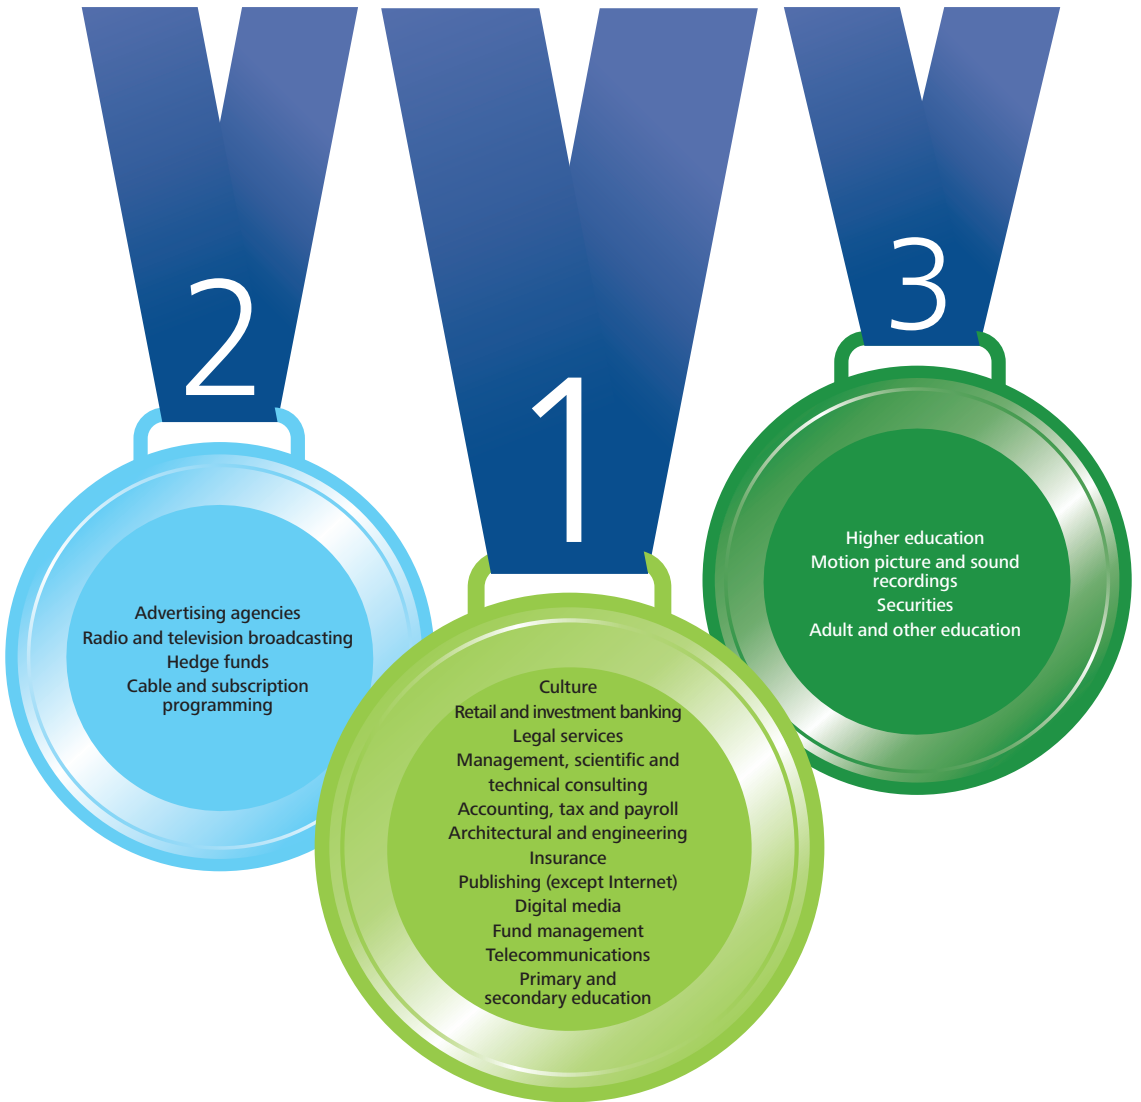 2
Advertising agencies
Radio and television broadcasting
Hedge funds
Cable and subscription
programming
1
Culture
Retail and investment banking
Legal services
Management, scientific and
technical consulting
Accounting, tax and payroll
Architectural and engineering
Insurance
Publishing (except Internet)
Digital media
Fund management
Telecommunications
Primary and
secondary education
3
Higher education
Motion picture and sound
recordings
Securities
Adult and other education